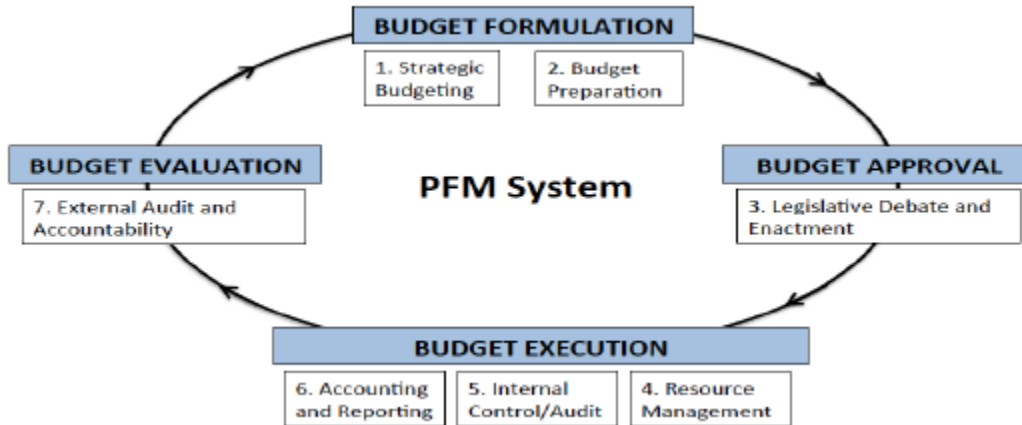 BUDGET FORMULATION
1. Strategic
Budgeting
2. Budget
Preparation
BUDGET EVALUATION
7. External Audit and
Accountability
PFM System
BUDGET APPROVAL
3. Legislative Debate and
Enactment
BUDGET EXECUTION
6. Accounting
and Reporting
5. Internal
Control/Audit
4. Resource
Management